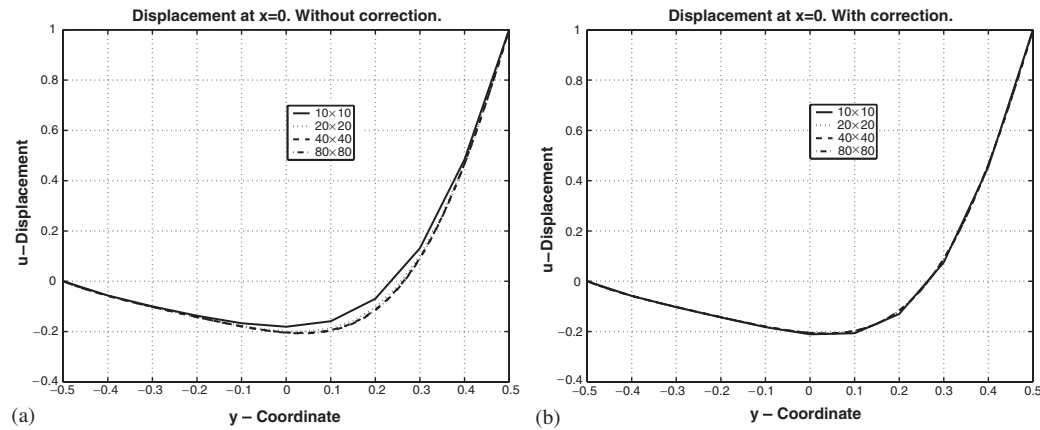 Displacement at x=0. Without correction.
1
0.8
0.6
0.4
0.2
0
−0.2
−0.4
u−Displacement
10×10
20×20
40×40
80×80
−0.5 −0.4 −0.3 −0.2 −0.1 0 0.1 0.2 0.3 0.4 0.5
y − Coordinate
(a)
Displacement at x=0. With correction.
1
0.8
0.6
0.4
0.2
0
−0.2
−0.4
u−Displacement
10×10
20×20
40×40
80×80
−0.5 −0.4 −0.3 −0.2 −0.1 0 0.1 0.2 0.3 0.4 0.5
y − Coordinate
(b)